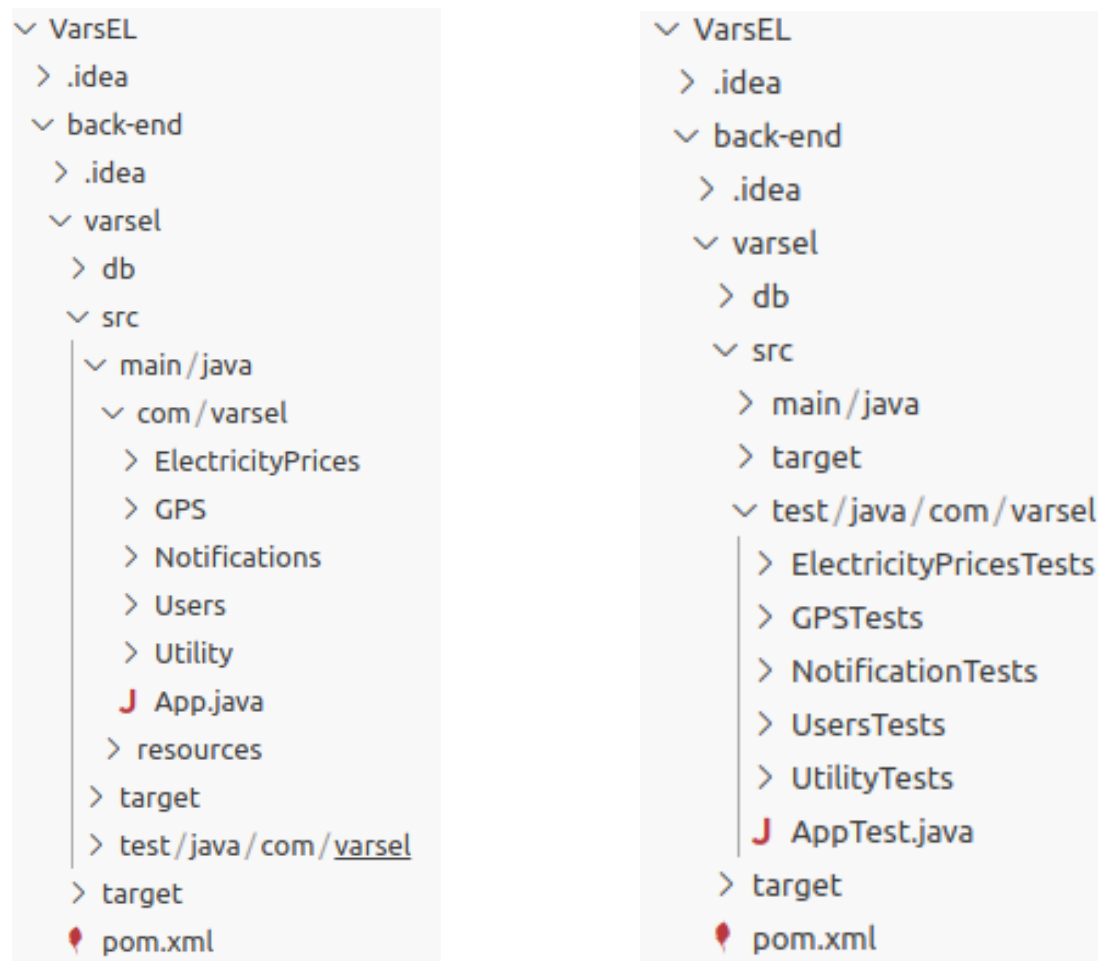 VarsEL
.idea
back-end
.idea
varsel
db
src
main/java
com/varsel
ElectricityPrices
GPS
Notifications
Users
Utility
J App.java
resources
target
test/java/com/varsel
target
pom.xml
VarsEL
.idea
back-end
.idea
varsel
db
src
main/java
target
test/java/com/varsel
ElectricityPricesTests
GPSTests
NotificationTests
UsersTests
UtilityTests
J AppTest.java
target
pom.xml